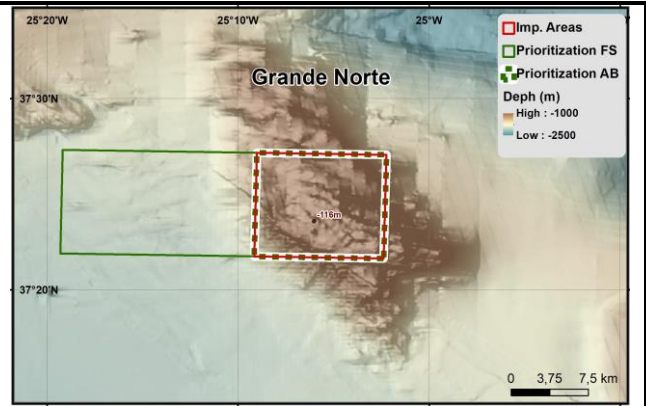 25°20'W
25°10'W
25°W
Grande Norte
Imp. Areas
Prioritization FS
Prioritization AB
Deph (m)
High : -1000
Low : -2500
37°30'N
-116m
37°20'N
0 3,75 7,5 km